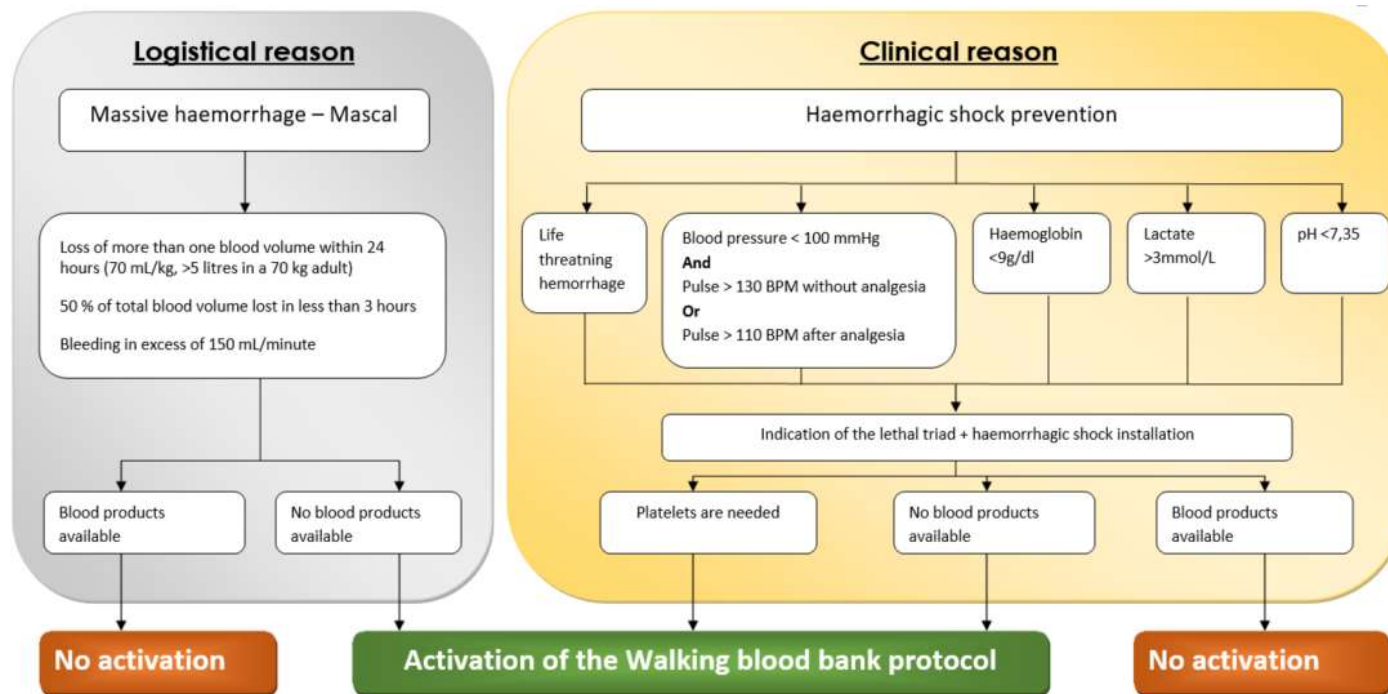 Logistical reason
Massive haemorrhage – Mascal
Loss of more than one blood volume within 24
hours (70 mL/kg, >5 litres in a 70 kg adult)
50 % of total blood volume lost in less than 3 hours
Bleeding in excess of 150 mL/minute
Blood products
available
No blood products
available
Clinical reason
Haemorrhagic shock prevention
Life
threatning
hemorrhage
Blood pressure < 100 mmHg
And
Pulse > 130 BPM without analgesia
Or
Pulse > 110 BPM after analgesia
Haemoglobin
<9g/dl
Lactate
>3mmol/L
pH <7,35
Indication of the lethal triad + haemorrhagic shock installation
Platelets are needed
No blood products
available
Blood products
available
No activation
Activation of the Walking blood bank protocol
No activation